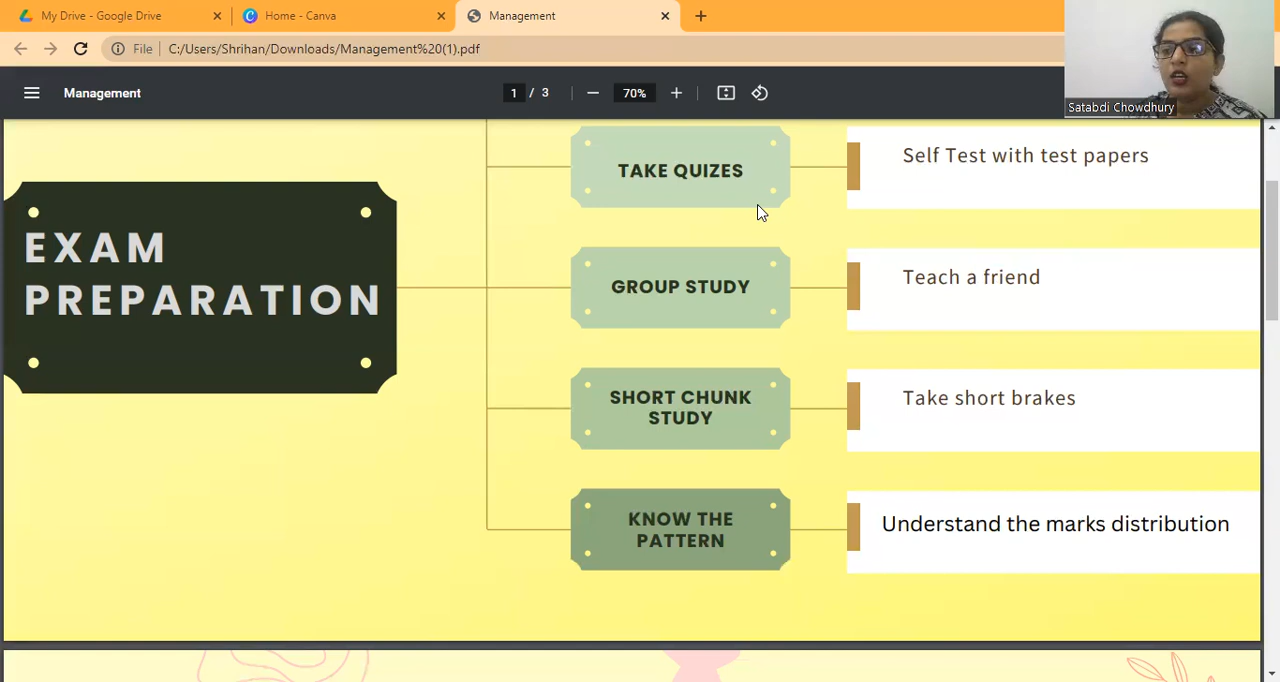 My Drive - Google Drive
Home - Canva
Management
File
C:/Users/Shrihan/Downloads/Management%20(1).pdf
Management
1 / 3
70%
Satabdi Chowdhury
TAKE QUIZES
Self Test with test papers
EXAM
PREPARATION
GROUP STUDY
Teach a friend
SHORT CHUNK
STUDY
Take short brakes
KNOW THE
PATTERN
Understand the marks distribution